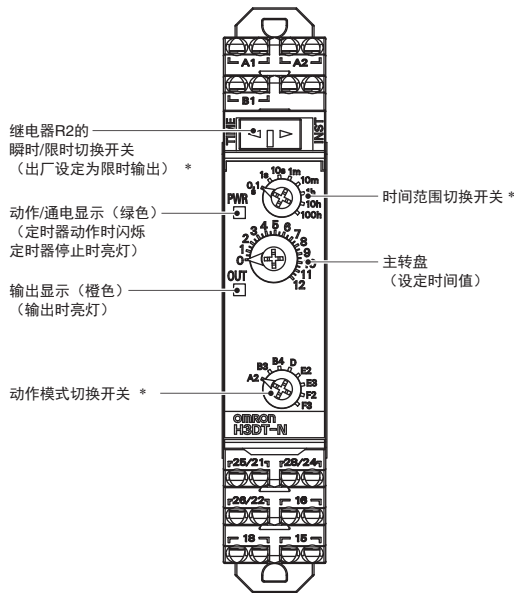 A1 A2
B1
TIME INST
继电器R2的
瞬时/限时切换开关
（出厂设定为限时输出） *
0.1s 1s 10s 1m 10m 1h 10h 100h
时间范围切换开关 *
PWR
动作/通电显示（绿色）
（定时器动作时闪烁
定时器停止时亮灯）
0 1 2 3 4 5 6 7 8 9 10 11 12
主转盘
（设定时间值）
OUT
输出显示（橙色）
（输出时亮灯）
A2 B3 B4 D E2 E3 F2 F3
动作模式切换开关 *
OMRON
H3DT-N
25/21 28/24
26/22 16
18 15